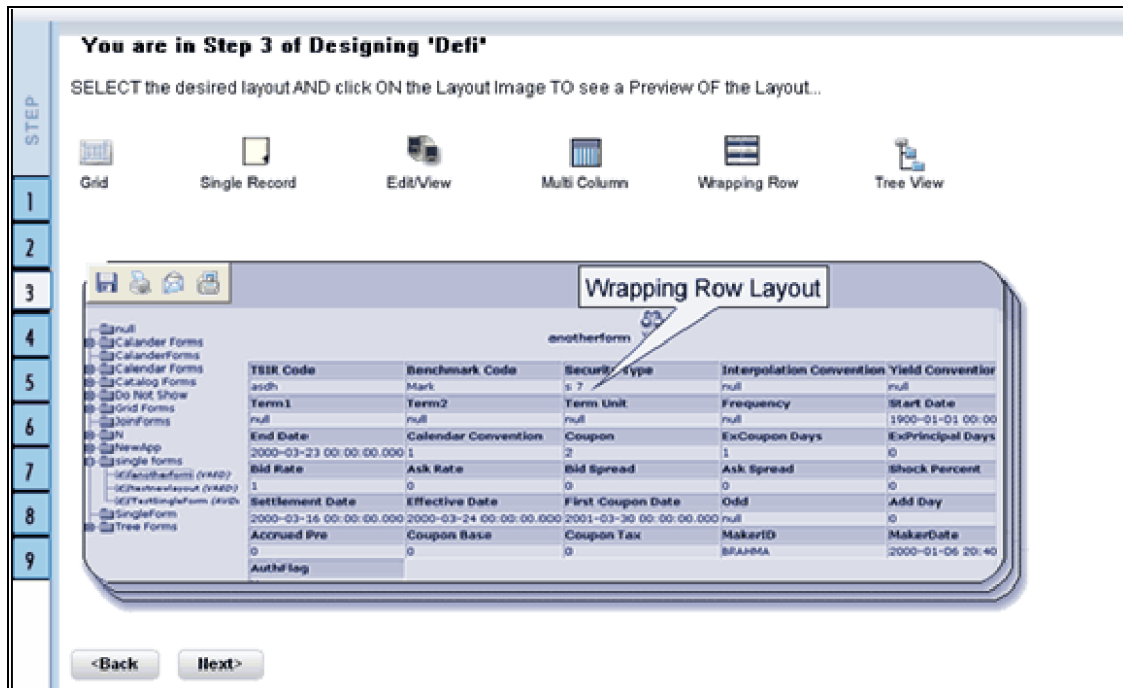 You are in Step 3 of Designing 'Defi'
SELECT the desired layout AND click ON the Layout Image TO see a Preview OF the Layout...
STEP
1
2
3
4
5
6
7
8
9
Grid
Single Record
Edit/View
Multi Column
Wrapping Row
Tree View
Wrapping Row Layout
anotherform
null
Calander Forms
CalanderForms
Calendar Forms
Catalog Forms
Do Not Show
Grid Forms
JoinForms
N
NewApp
single forms
anotherform (VAED)
testnewlayout (VAED)
TestSingleForm (AVID
SingleForm
Tree Forms
TSIR Code Benchmark Code Security Type Interpolation Convention Yield Convention
asdh Mark s 7 null null
Term1 Term2 Term Unit Frequency Start Date
null null null null 1900-01-01 00:00
End Date Calendar Convention Coupon ExCoupon Days ExPrincipal Days
2000-03-23 00:00:00.000 1 2 1 0
Bid Rate Ask Rate Bid Spread Ask Spread Shock Percent
1 0 0 0 0
Settlement Date Effective Date First Coupon Date Odd Add Day
2000-03-16 00:00:00.000 2000-03-24 00:00:00.000 2001-03-30 00:00:00.000 null 0
Accrued Pre Coupon Base Coupon Tax MakerID MakerDate
0 0 0 BRAHMA 2000-01-06 20:40
AuthFlag
<Back
Next>